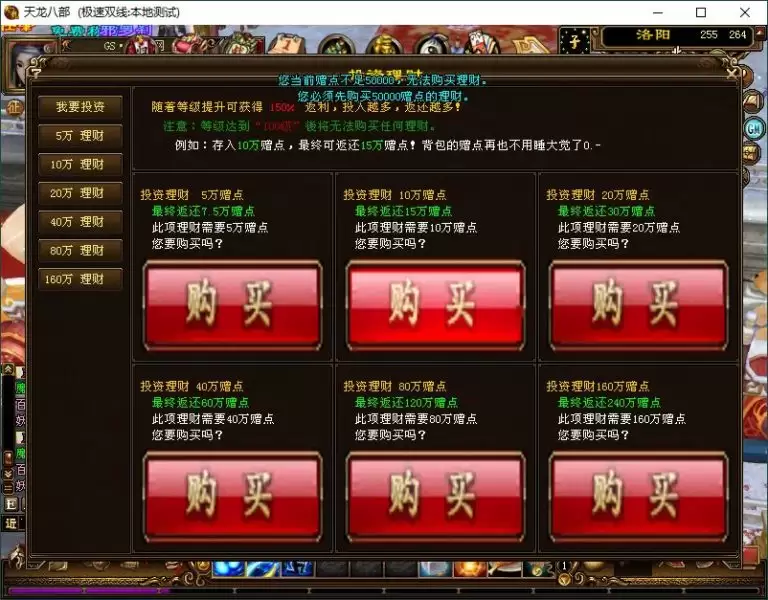 天龙八部 (极速双线:本地测试)
GS
子
洛阳 255 264
投资理财
您当前赠点不足50000，无法购买理财。
您必须先购买50000赠点的理财。
我要投资
5万 理财
10万 理财
20万 理财
40万 理财
80万 理财
160万 理财
随着等级提升可获得 150% 返利，投入越多，返还越多！
注意：等级达到“100级”後将无法购买任何理财。
例如：存入10万赠点，最终可返还15万赠点！背包的赠点再也不用睡大觉了0.-
投资理财 5万赠点
最终返还7.5万赠点
此项理财需要5万赠点
您要购买吗？
购买
投资理财 10万赠点
最终返还15万赠点
此项理财需要10万赠点
您要购买吗？
购买
投资理财 20万赠点
最终返还30万赠点
此项理财需要20万赠点
您要购买吗？
购买
投资理财 40万赠点
最终返还60万赠点
此项理财需要40万赠点
您要购买吗？
购买
投资理财 80万赠点
最终返还120万赠点
此项理财需要80万赠点
您要购买吗？
购买
投资理财160万赠点
最终返还240万赠点
此项理财需要160万赠点
您要购买吗？
购买
GM
魔
百
妖
魔
百
妖
E
近
1